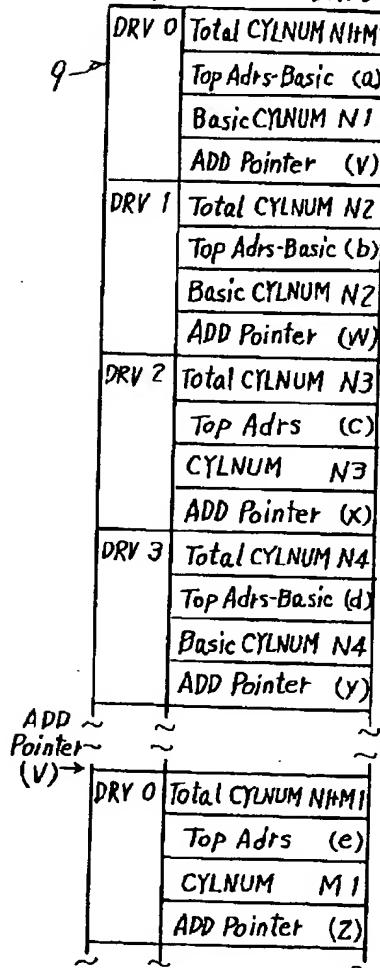 DRV 0 Total CYLNUM N1+M1
9 Top Adrs-Basic (a)
Basic CYLNUM N1
ADD Pointer (V)
DRV 1 Total CYLNUM N2
Top Adrs-Basic (b)
Basic CYLNUM N2
ADD Pointer (W)
DRV 2 Total CYLNUM N3
Top Adrs (C)
CYLNUM N3
ADD Pointer (X)
DRV 3 Total CYLNUM N4
Top Adrs-Basic (d)
Basic CYLNUM N4
ADD Pointer (y)
ADD
Pointer
(V)
DRV 0 Total CYLNUM N1+M1
Top Adrs (e)
CYLNUM M1
ADD Pointer (Z)